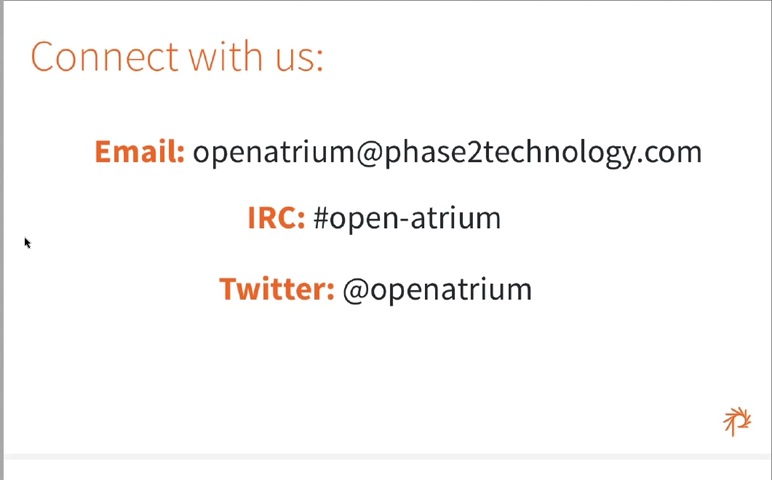 Connect with us:
Email: openatrium@phase2technology.com
IRC: #open-atrium
Twitter: @openatrium